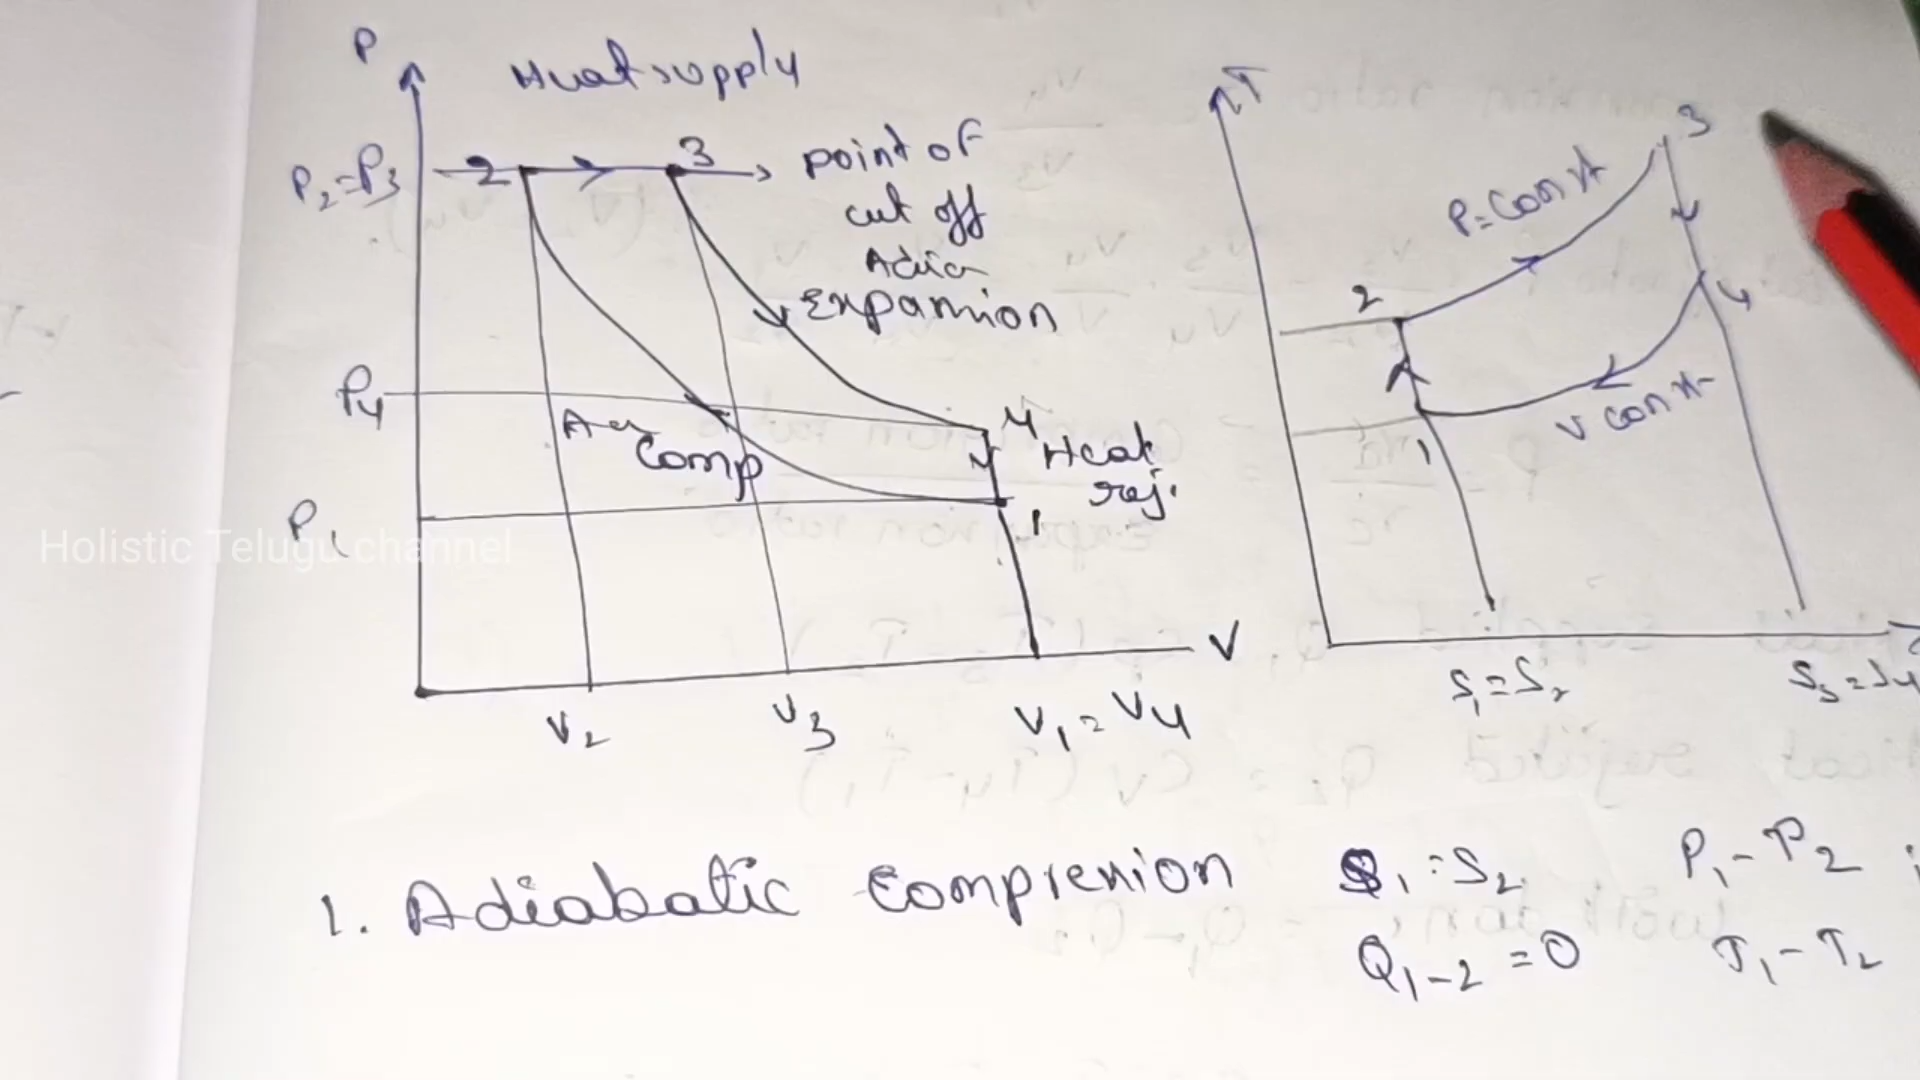 P
Heat supply
P2=P3
2
3
point of
cut off
Adia
Expansion
P4
4
Comp
Heat
rej.
P1
1
V2
V3
V1=V4
V
T
3
P=Const
2
4
V const
1
S1=S2
S3=S4
Holistic Telugu channel
1. Adiabatic Compression S1=S2 P1-P2
Q1-2=0 T1-T2